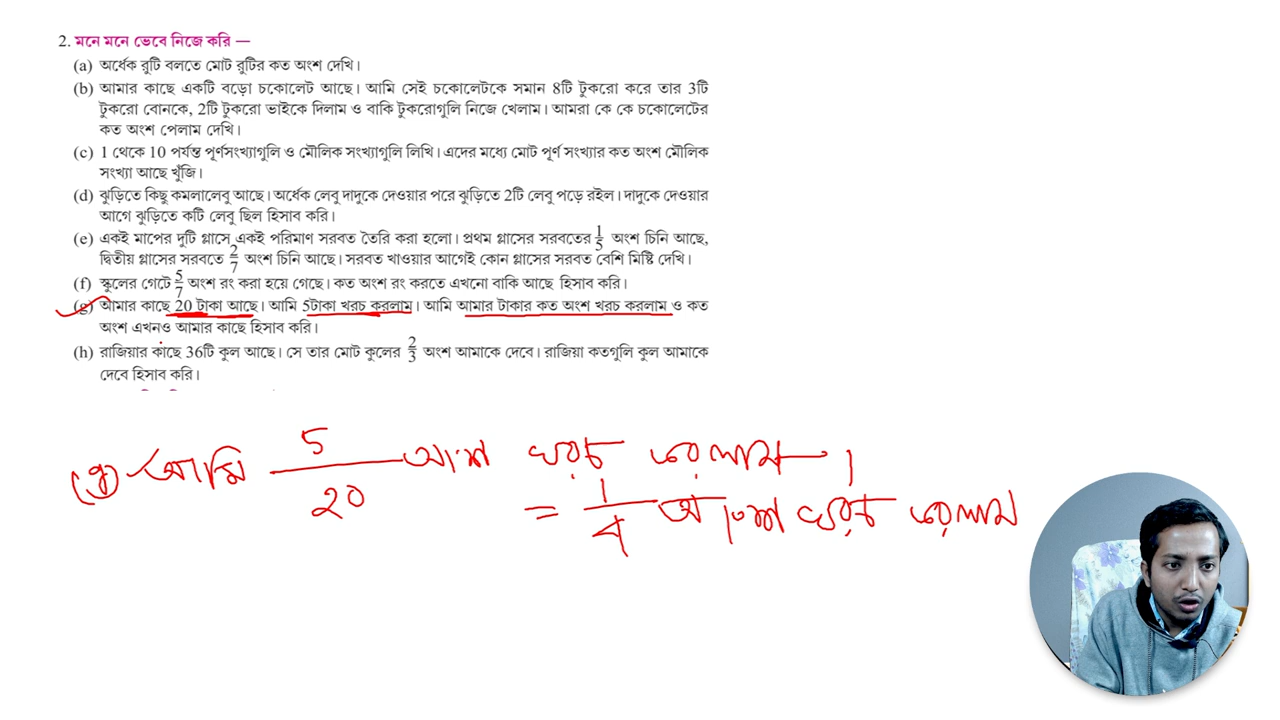 2. মনে মনে ভেবে নিজে করি —
(a) অর্ধেক রুটি বলতে মোট রুটির কত অংশ দেখি।
(b) আমার কাছে একটি বড়ো চকোলেট আছে। আমি সেই চকোলেটকে সমান 8টি টুকরো করে তার 3টি
টুকরো বোনকে, 2টি টুকরো ভাইকে দিলাম ও বাকি টুকরোগুলি নিজে খেলাম। আমরা কে কে চকোলেটের
কত অংশ পেলাম দেখি।
(c) 1 থেকে 10 পর্যন্ত পূর্ণসংখ্যাগুলি ও মৌলিক সংখ্যাগুলি লিখি। এদের মধ্যে মোট পূর্ণ সংখ্যার কত অংশ মৌলিক
সংখ্যা আছে খুঁজি।
(d) ঝুড়িতে কিছু কমলালেবু আছে। অর্ধেক লেবু দাদুকে দেওয়ার পরে ঝুড়িতে 2টি লেবু পড়ে রইল। দাদুকে দেওয়ার
আগে ঝুড়িতে কটি লেবু ছিল হিসাব করি।
(e) একই মাপের দুটি গ্লাসে একই পরিমাণ সরবত তৈরি করা হলো। প্রথম গ্লাসের সরবতের 1/5 অংশ চিনি আছে,
দ্বিতীয় গ্লাসের সরবতে 2/7 অংশ চিনি আছে। সরবত খাওয়ার আগেই কোন গ্লাসের সরবত বেশি মিষ্টি দেখি।
(f) স্কুলের গেটে 5/7 অংশ রং করা হয়ে গেছে। কত অংশ রং করতে এখনো বাকি আছে হিসাব করি।
(g) আমার কাছে 20 টাকা আছে। আমি 5টাকা খরচ করলাম। আমি আমার টাকার কত অংশ খরচ করলাম ও কত
অংশ এখনও আমার কাছে হিসাব করি।
(h) রাজিয়ার কাছে 36টি কুল আছে। সে তার মোট কুলের 2/3 অংশ আমাকে দেবে। রাজিয়া কতগুলি কুল আমাকে
দেবে হিসাব করি।
(g) আমি 5/20 অংশ খরচ করলাম।
= 1/4 অংশ খরচ করলাম